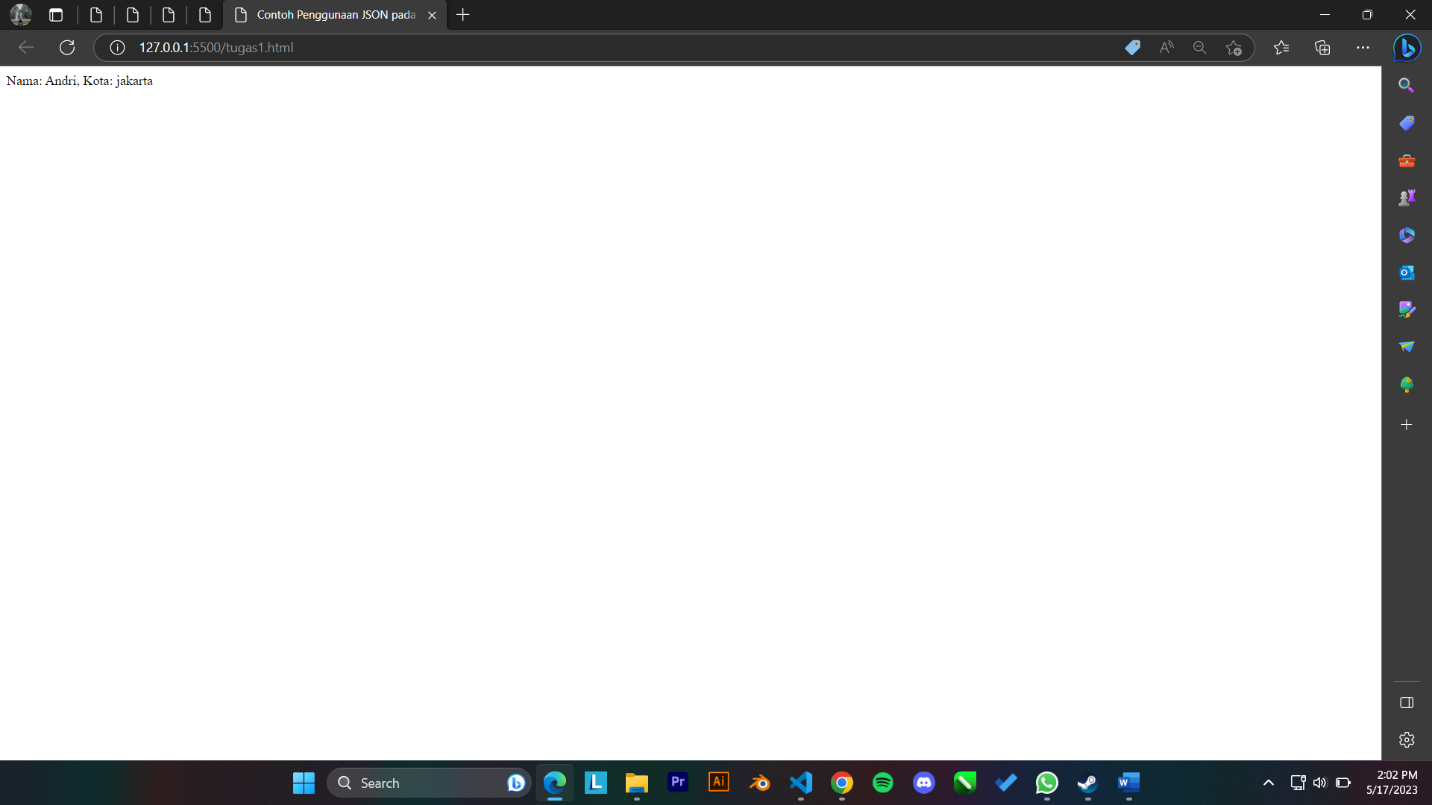 Contoh Penggunaan JSON pada
127.0.0.1:5500/tugas1.html
Nama: Andri, Kota: jakarta
Search
L
Pr
Ai
2:02 PM
5/17/2023